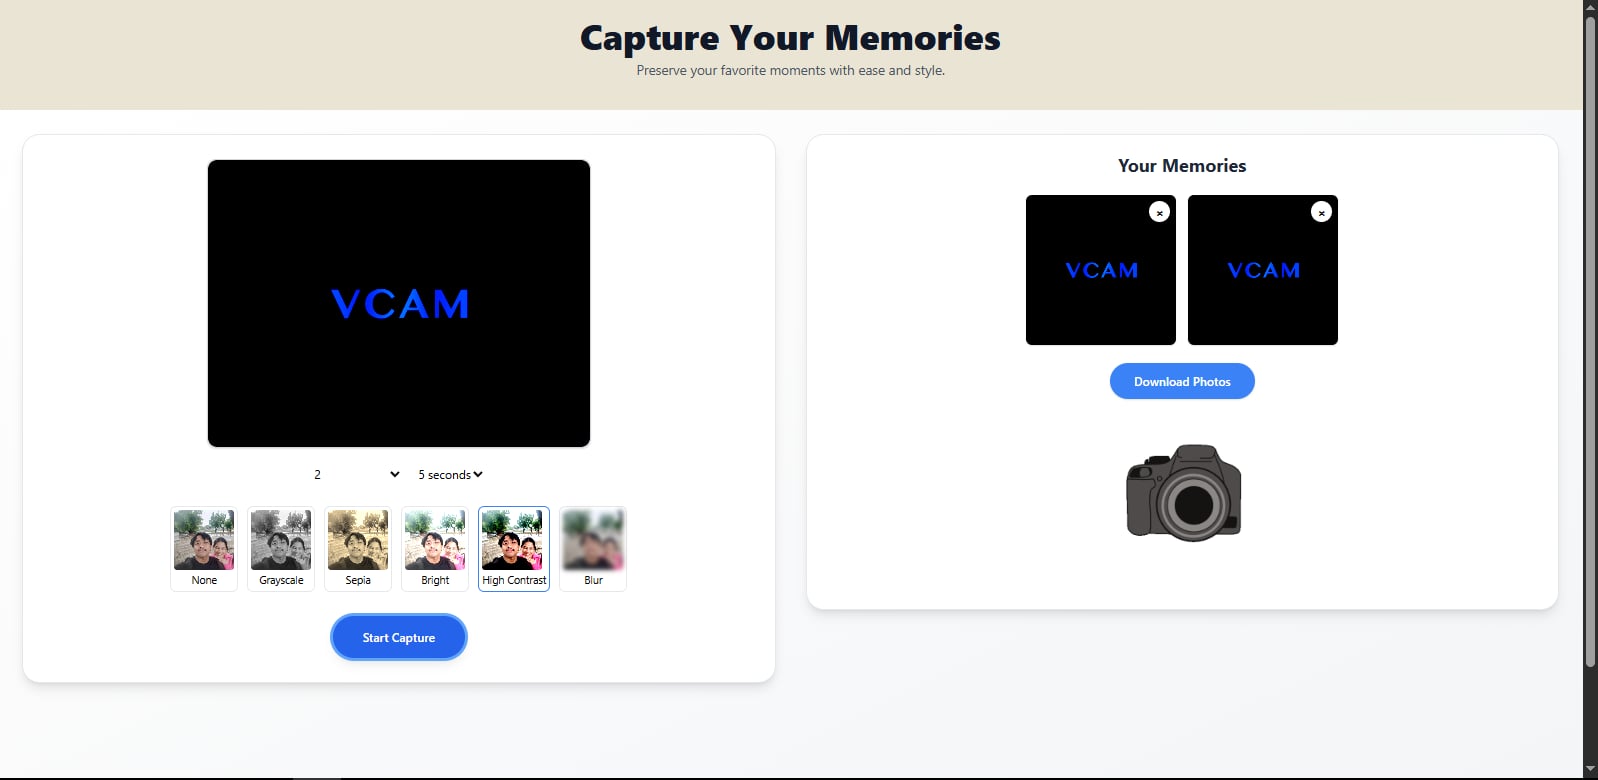 Capture Your Memories
Preserve your favorite moments with ease and style.
VCAM
2
5 seconds
None
Grayscale
Sepia
Bright
High Contrast
Blur
Start Capture
Your Memories
×
×
VCAM
VCAM
Download Photos